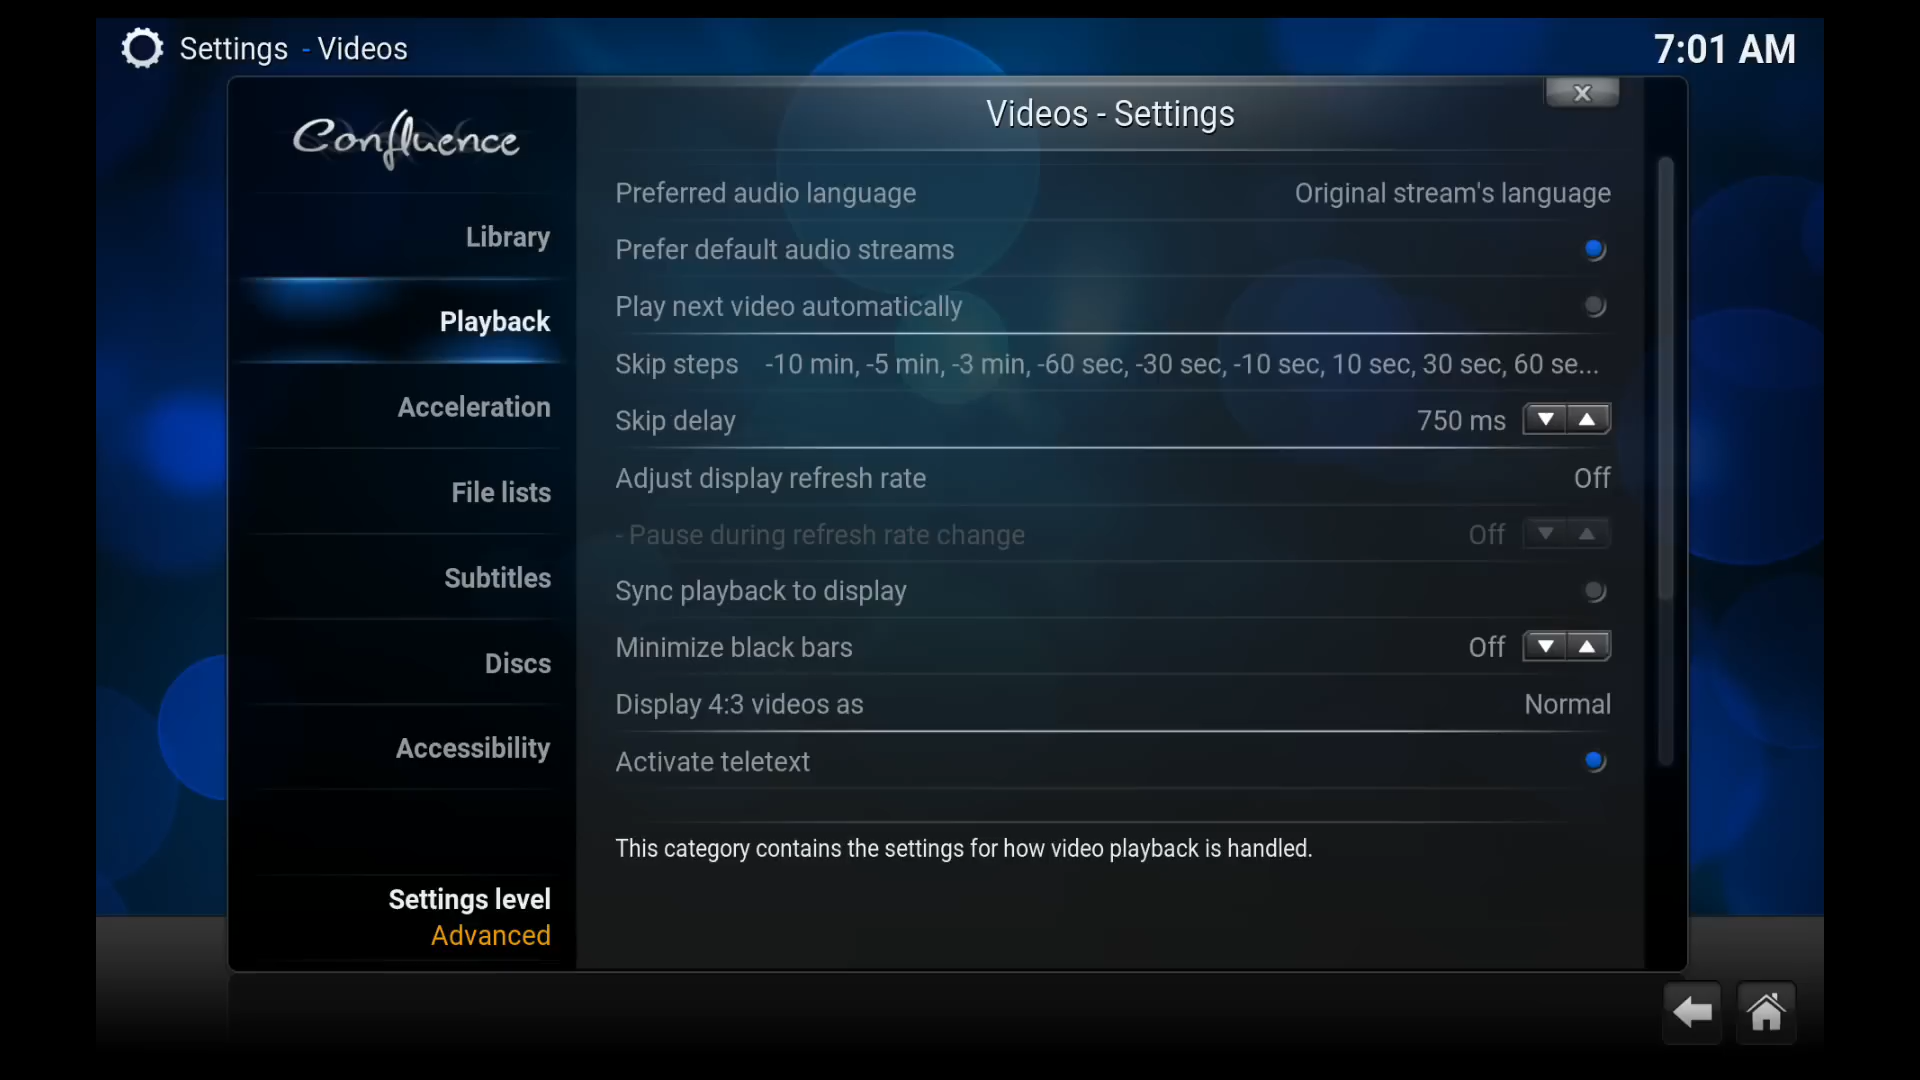 Settings - Videos
7:01 AM
Confluence
Videos - Settings
x
Library
Playback
Acceleration
File lists
Subtitles
Discs
Accessibility
Settings level
Advanced
Preferred audio language Original stream's language
Prefer default audio streams
Play next video automatically
Skip steps -10 min, -5 min, -3 min, -60 sec, -30 sec, -10 sec, 10 sec, 30 sec, 60 se...
Skip delay 750 ms
Adjust display refresh rate Off
- Pause during refresh rate change Off
Sync playback to display
Minimize black bars Off
Display 4:3 videos as Normal
Activate teletext
This category contains the settings for how video playback is handled.